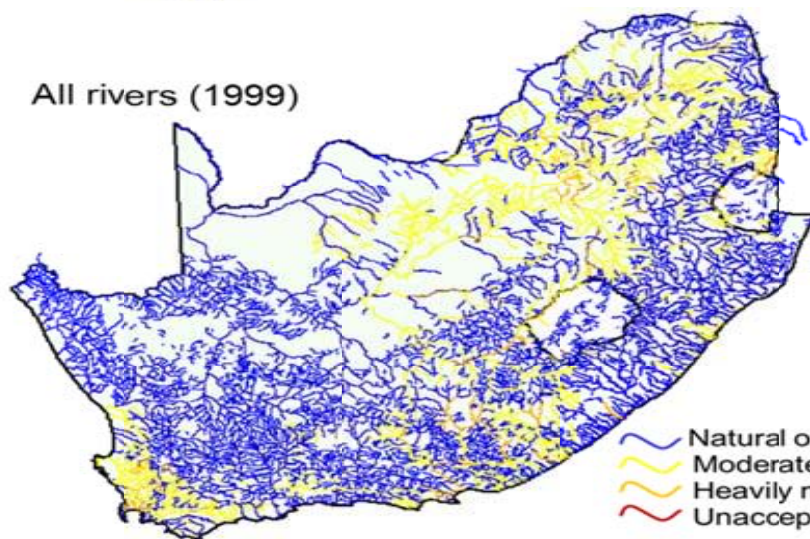 All rivers (1999)
Natural o
Moderate
Heavily
Unaccep